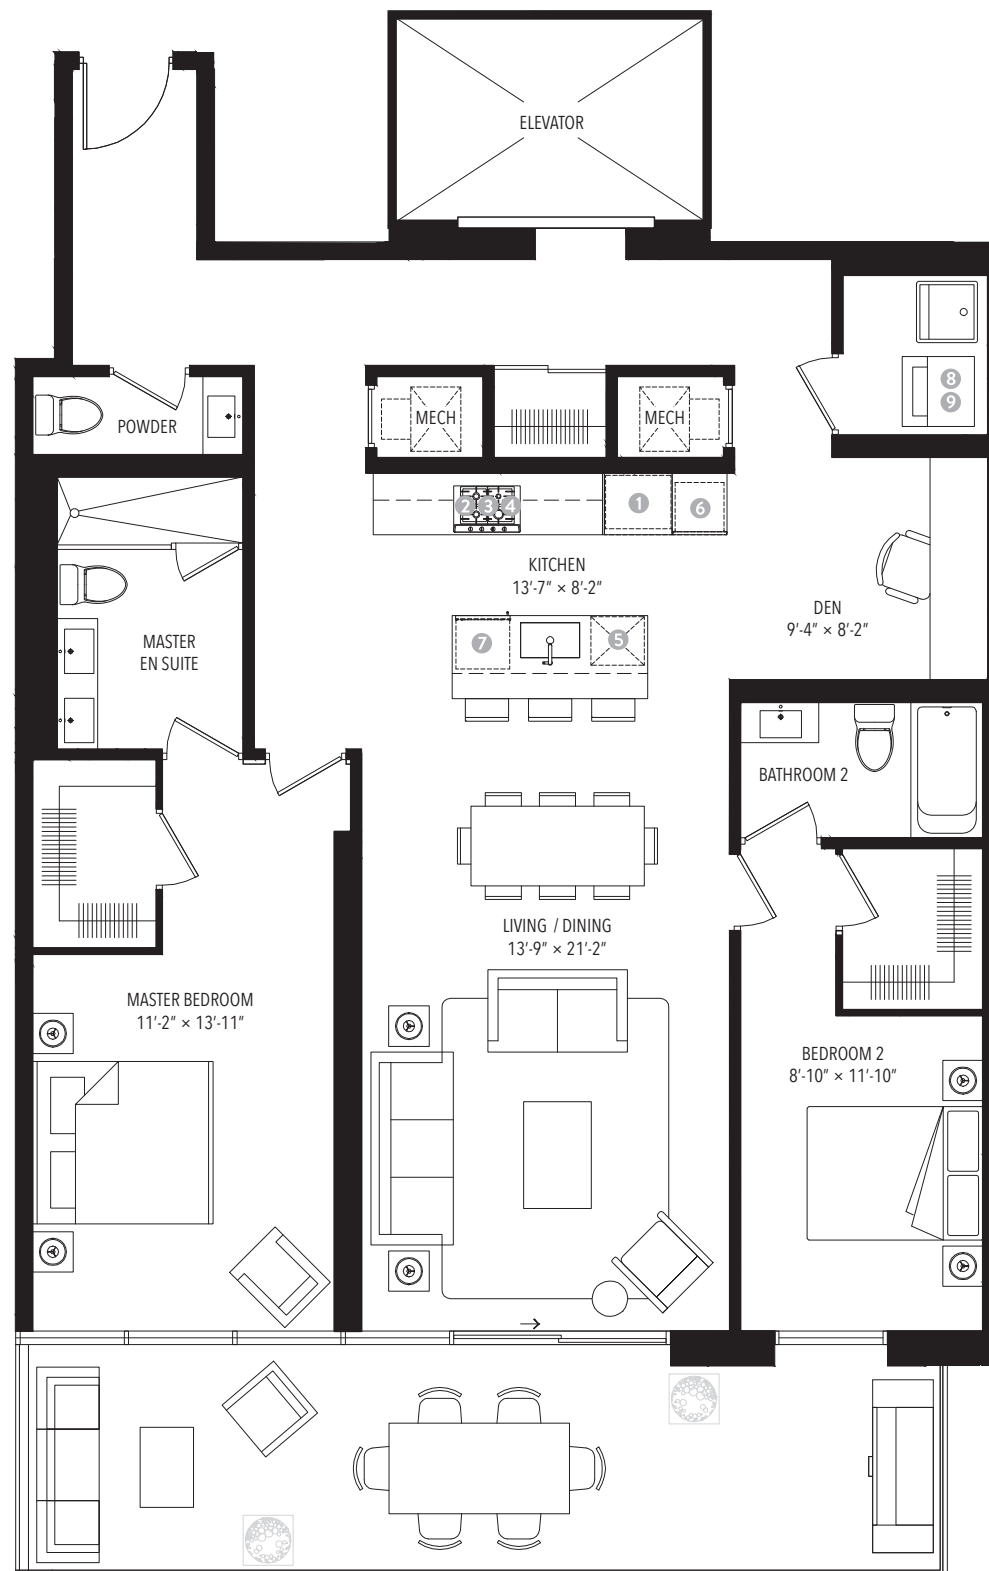 ELEVATOR
8
9
MECH
MECH
POWDER
2 3 4
1
6
KITCHEN
13'-7" × 8'-2"
DEN
9'-4" × 8'-2"
7
5
MASTER
EN SUITE
BATHROOM 2
LIVING / DINING
13'-9" × 21'-2"
MASTER BEDROOM
11'-2" × 13'-11"
BEDROOM 2
8'-10" × 11'-10"